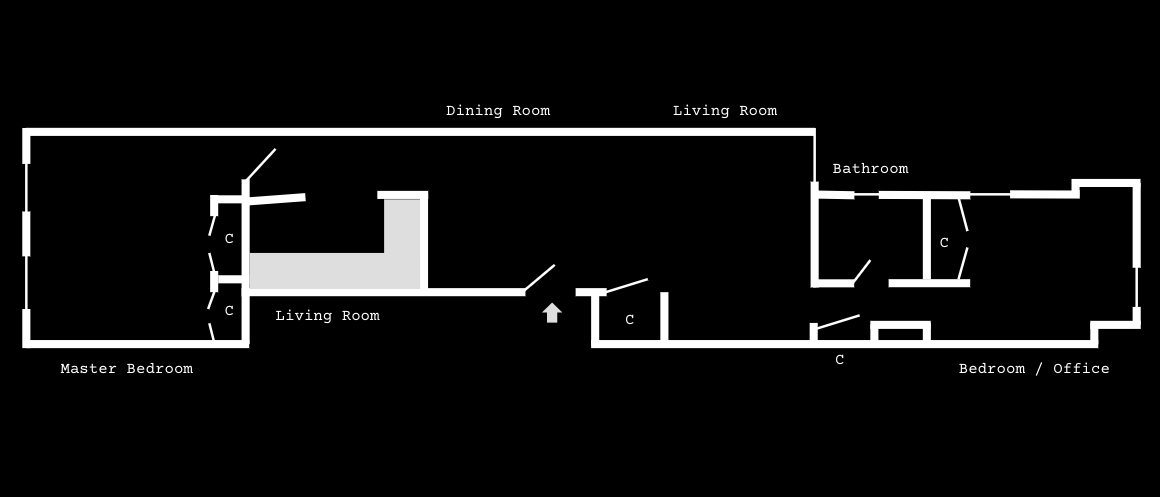 Dining Room
Living Room
Bathroom
C
C
C
Living Room
C
C
Master Bedroom
Bedroom / Office